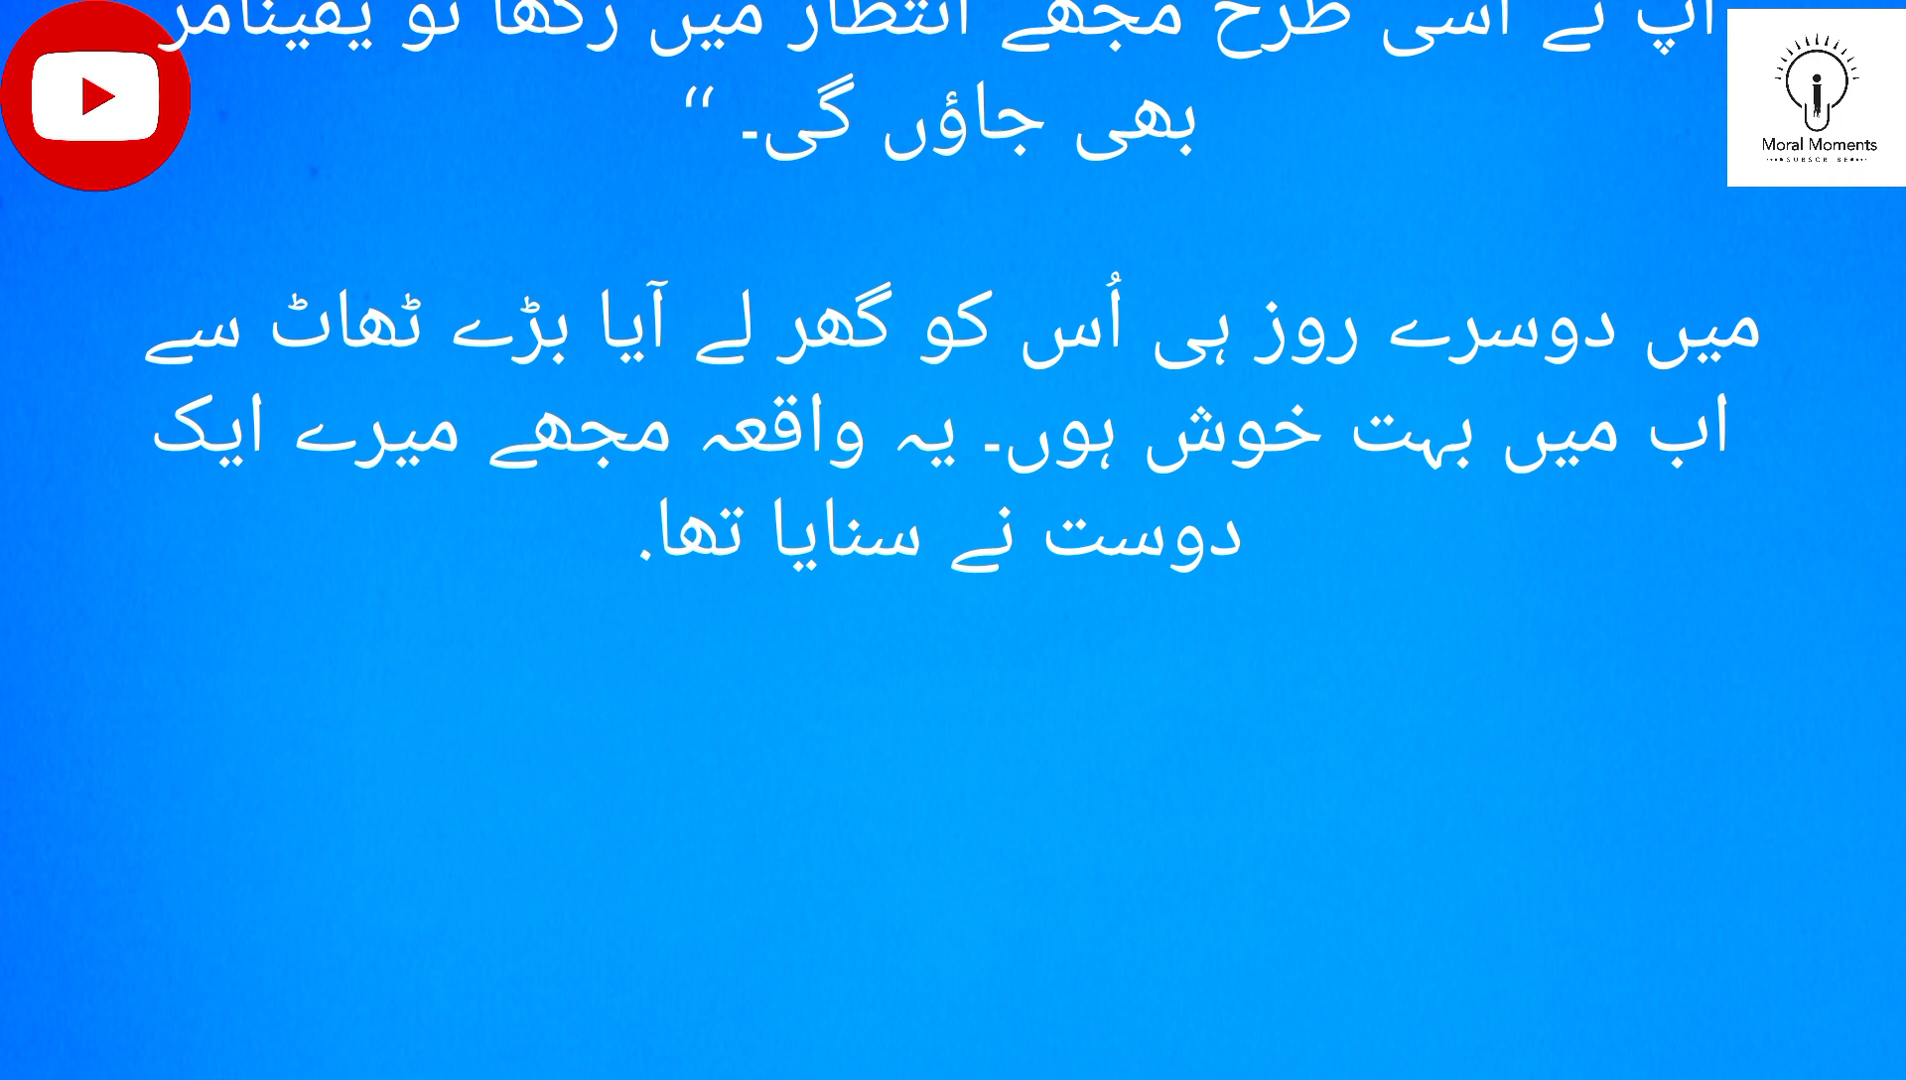 آپ نے اسی طرح مجھے انتظار میں رکھا تو یقینامر
بھی جاؤں گی۔ “
میں دوسرے روز ہی اُس کو گھر لے آیا بڑے ٹھاٹ سے
اب میں بہت خوش ہوں۔ یہ واقعہ مجھے میرے ایک
دوست نے سنایا تھا.
Moral Moments
SUBSCRIBE